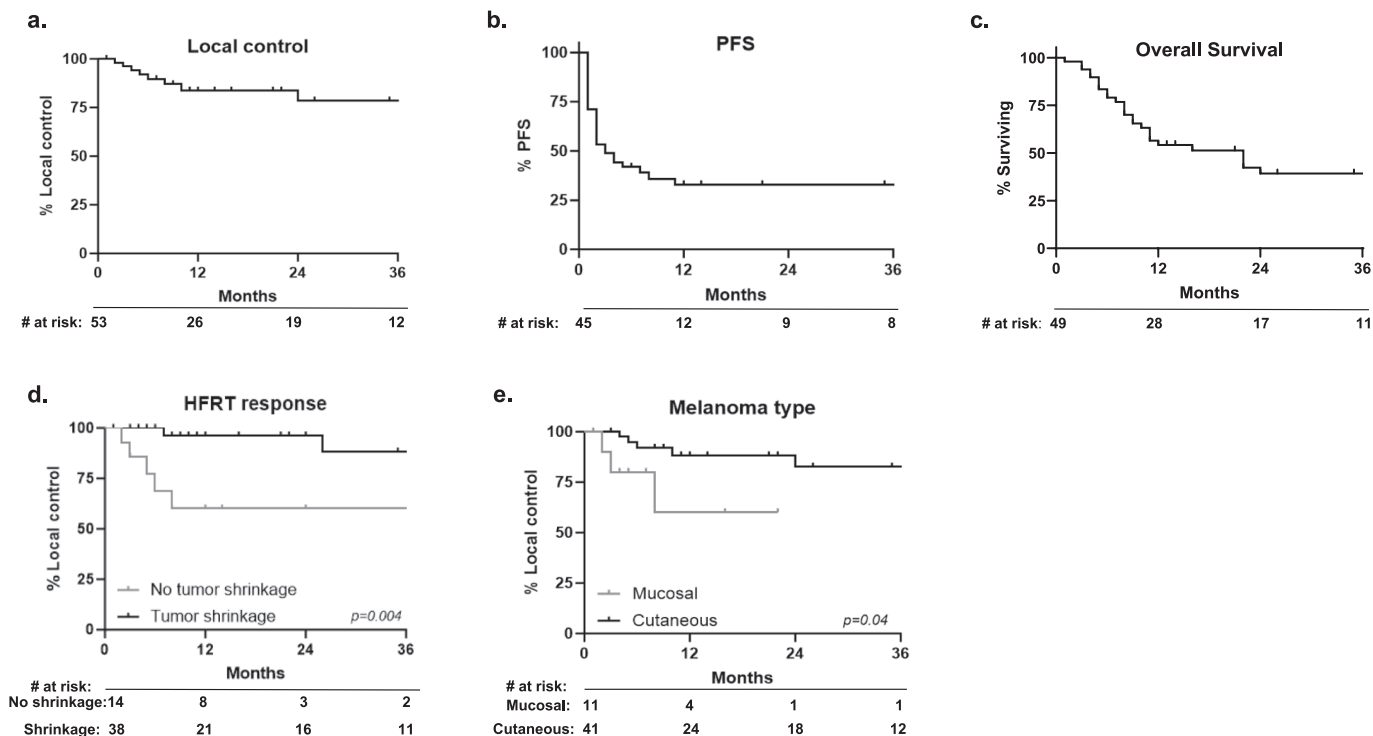 a.
Local control
100
75
50
25
0
% Local control
0 12 24 36
Months
# at risk: 53 26 19 12
b.
PFS
100
75
50
25
0
% PFS
0 12 24 36
Months
# at risk: 45 12 9 8
c.
Overall Survival
100
75
50
25
0
% Surviving
0 12 24 36
Months
# at risk: 49 28 17 11
d.
HFRT response
100
75
50
25
0
% Local control
No tumor shrinkage
Tumor shrinkage
p=0.004
0 12 24 36
Months
# at risk:
No shrinkage: 14 8 3 2
Shrinkage: 38 21 16 11
e.
Melanoma type
100
75
50
25
0
% Local control
Mucosal
Cutaneous
p=0.04
0 12 24 36
Months
# at risk:
Mucosal: 11 4 1 1
Cutaneous: 41 24 18 12